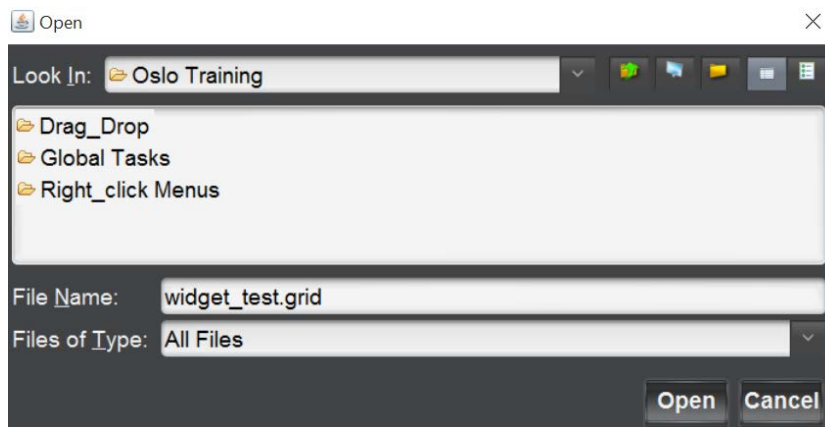 Open
Look In: Oslo Training
Drag_Drop
Global Tasks
Right_click Menus
File Name: widget_test.grid
Files of Type: All Files
Open Cancel